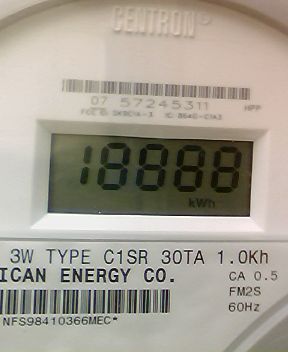 CENTRON
07 57245311
HPP
18888
kWh
3W TYPE C1SR 30TA 1.0Kh
ICAN ENERGY CO.
CA 0.5
FM2S
60Hz
NFS98410366MEC*